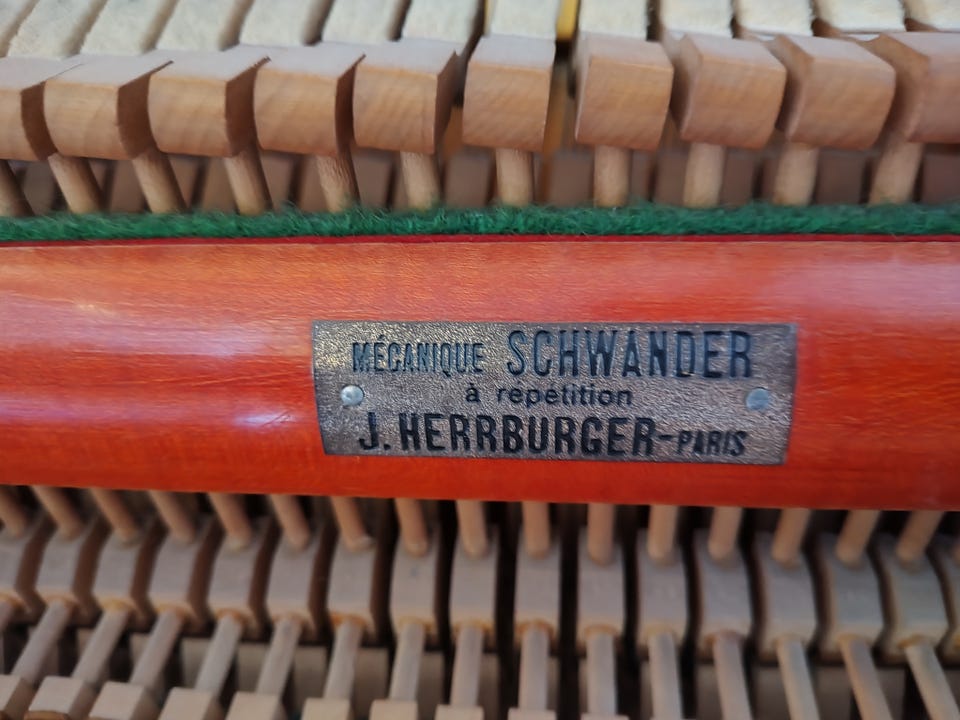 MÉCANIQUE SCHWANDER
à répetition
J. HERRBURGER-PARIS